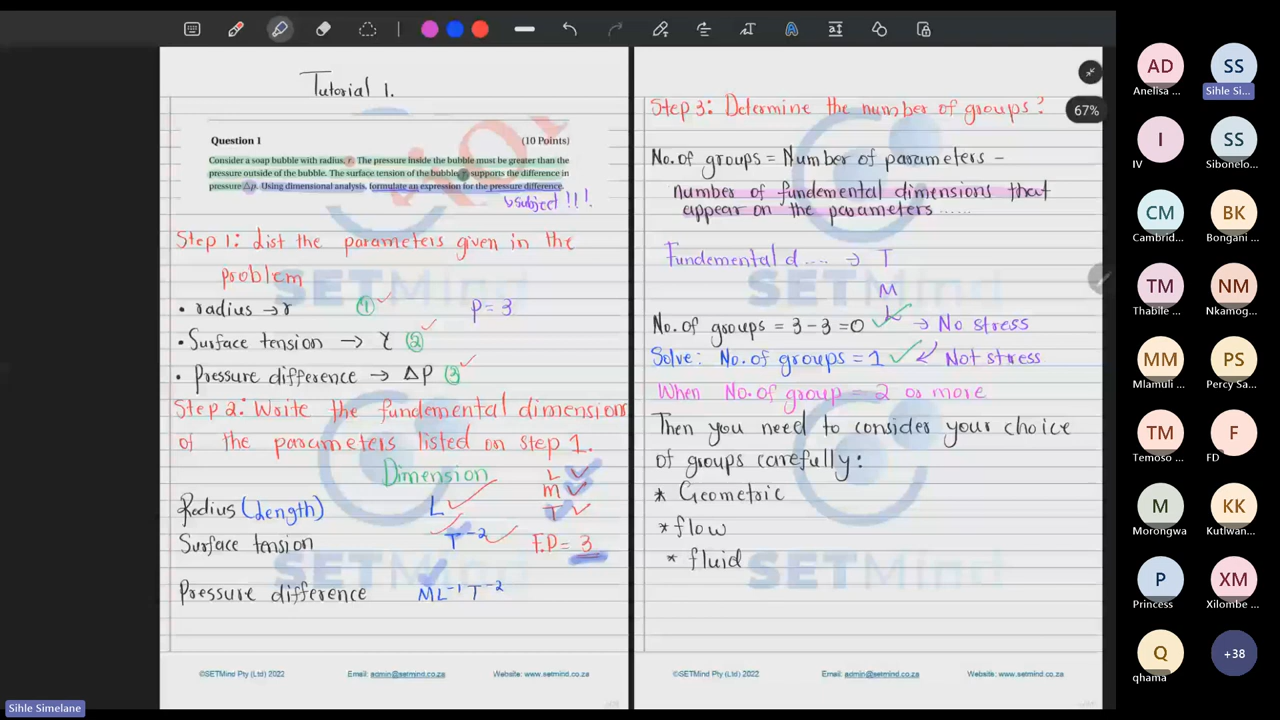 Tutorial 1.
Question 1
(10 Points)
Consider a soap bubble with radius, r. The pressure inside the bubble must be greater than the
pressure outside of the bubble. The surface tension of the bubble, supports the difference in
pressure Δp. Using dimensional analysis, formulate an expression for the pressure difference.
↳subject !!!
Step 1: List the parameters given in the
problem
• radius → r ① P = 3
• Surface tension → τ ②
• Pressure difference → ΔP ③
Step 2: Write the fundamental dimension
of the parameters listed on step 1.
Dimension
L
M
T
Radius (Length) L
Surface tension T⁻² F.D = 3
Pressure difference ML⁻¹T⁻²
©SETMind Pty (Ltd) 2022
Email: admin@setmind.co.za
Website: www.setmind.co.za
Step 3: Determine the number of groups?
No. of groups = Number of parameters –
number of fundemental dimensions that
appear on the parameters ......
Fundemental d .... → T
M
L
No. of groups = 3 - 3 = 0 → No stress
Solve: No. of groups = 1 Not stress
When No. of group = 2 or more
Then you need to consider your choice
of groups carefully:
* Geometric
* flow
* fluid
©SETMind Pty (Ltd) 2022
Email: admin@setmind.co.za
Website: www.setmind.co.za
67%
SETMind
SETMind
SETMind
SETMind
AD
Anelisa ...
SS
Sihle Si...
I
IV
SS
Sibonelo...
CM
Cambrid...
BK
Bongani ...
TM
Thabile ...
NM
Nkamog...
MM
Mlamuli ...
PS
Percy Sa...
TM
Temoso ...
F
FD
M
Morongwa
KK
Kutlwan...
P
Princess
XM
Xilombe ...
Q
qhama
+38
Sihle Simelane